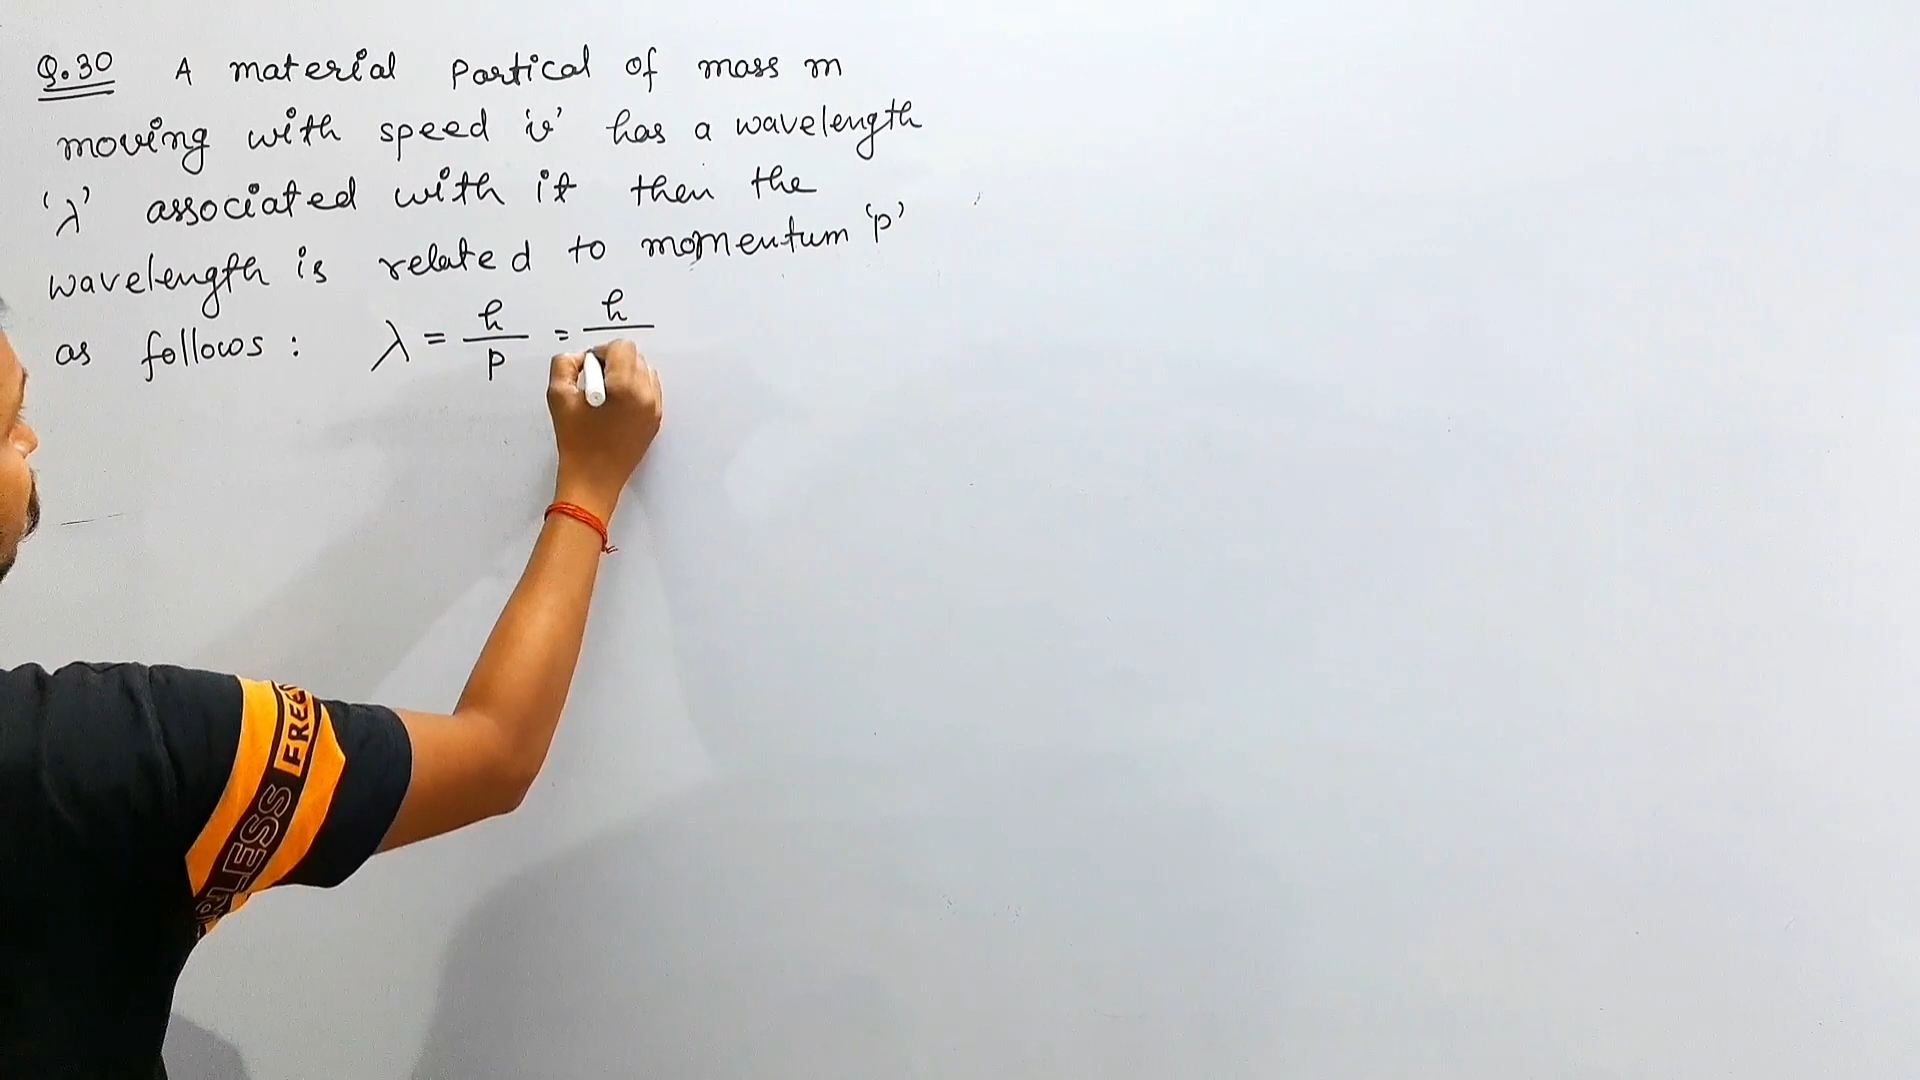 Q.30 A material Partical of mass m
moving with speed 'v' has a wavelength
'λ' associated with it then the
wavelength is related to momentum 'p'
as follows : λ = h/p = h/